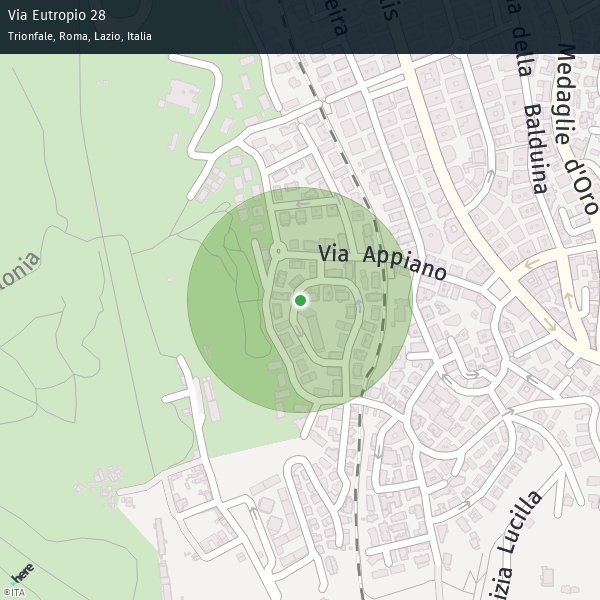 Via Eutropio 28
Trionfale, Roma, Lazio, Italia
eira
lis
a della
Balduina
Medaglie d'Oro
Via Appiano
lonia
izia Lucilla
here
©ITA